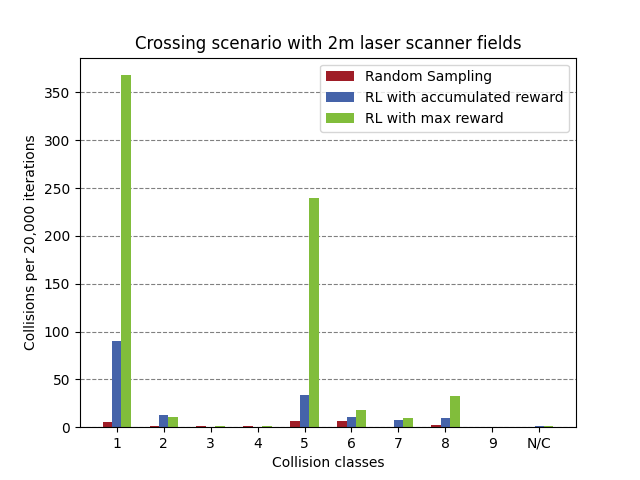 Crossing scenario with 2m laser scanner fields
Random Sampling
RL with accumulated reward
RL with max reward
Collisions per 20,000 iterations
350
300
250
200
150
100
50
0
1 2 3 4 5 6 7 8 9 N/C
Collision classes